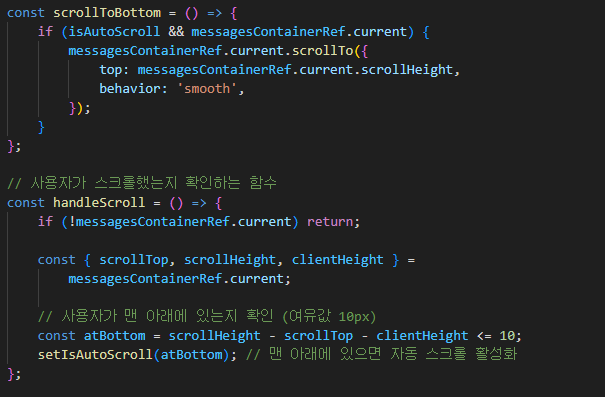 const scrollToBottom = () => {
    if (isAutoScroll && messagesContainerRef.current) {
        messagesContainerRef.current.scrollTo({
            top: messagesContainerRef.current.scrollHeight,
            behavior: 'smooth',
        });
    }
};
// 사용자가 스크롤했는지 확인하는 함수
const handleScroll = () => {
    if (!messagesContainerRef.current) return;
    const { scrollTop, scrollHeight, clientHeight } =
        messagesContainerRef.current;
    // 사용자가 맨 아래에 있는지 확인 (여유값 10px)
    const atBottom = scrollHeight - scrollTop - clientHeight <= 10;
    setIsAutoScroll(atBottom); // 맨 아래에 있으면 자동 스크롤 활성화
};